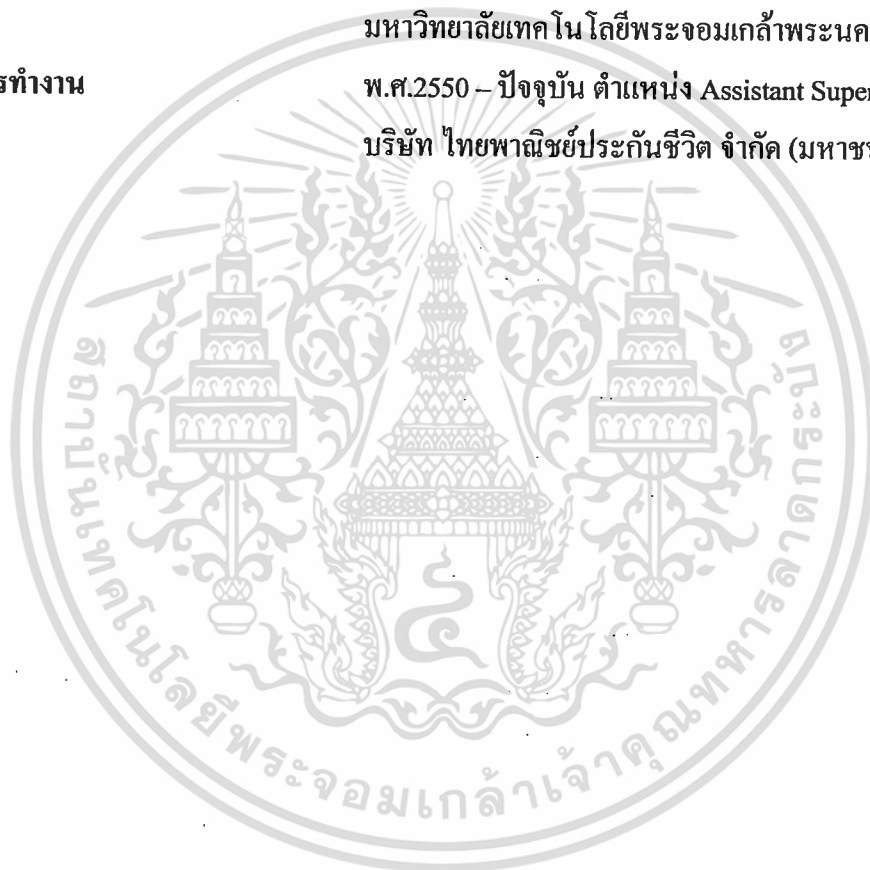 มหาวิทยาลัยเทคโนโลยีพระจอมเกล้าพระนค
รทำงาน
พ.ศ.2550 – ปัจจุบัน ตำแหน่ง Assistant Super
บริษัท ไทยพาณิชย์ประกันชีวิต จำกัด (มหาช
สถาบันเทคโนโลยีพระจอมเกล้าเจ้าคุณทหารลาดกระบัง